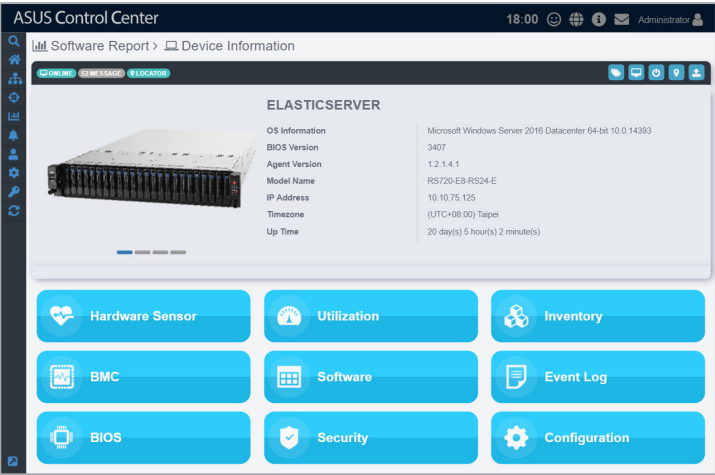 ASUS Control Center
18:00
Administrator
Software Report > Device Information
ONLINE MESSAGE LOCATOR
ELASTICSERVER
OS Information Microsoft Windows Server 2016 Datacenter 64-bit 10.0.14393
BIOS Version 3407
Agent Version 1.2.1.4.1
Model Name RS720-E8-RS24-E
IP Address 10.10.75.125
Timezone (UTC+08:00) Taipei
Up Time 20 day(s) 5 hour(s) 2 minute(s)
Hardware Sensor Utilization Inventory
BMC Software Event Log
BIOS Security Configuration